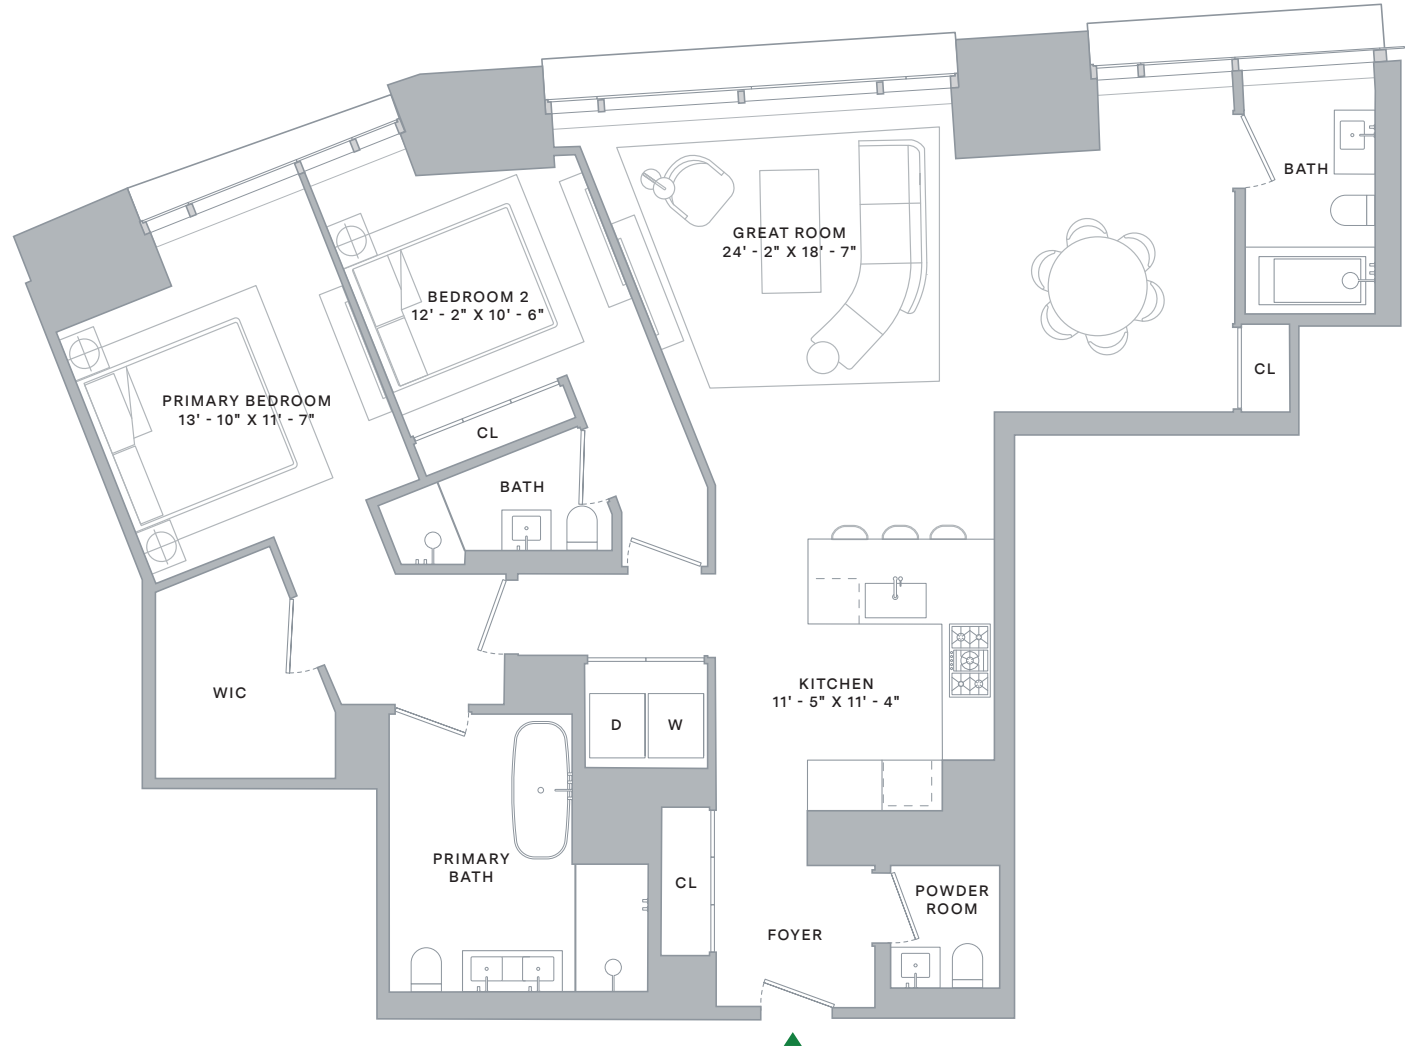 BATH
GREAT ROOM
24' - 2" X 18' - 7"
BEDROOM 2
12' - 2" X 10' - 6"
CL
PRIMARY BEDROOM
13' - 10" X 11' - 7"
CL
BATH
KITCHEN
11' - 5" X 11' - 4"
WIC
D
W
PRIMARY
BATH
CL
POWDER
ROOM
FOYER